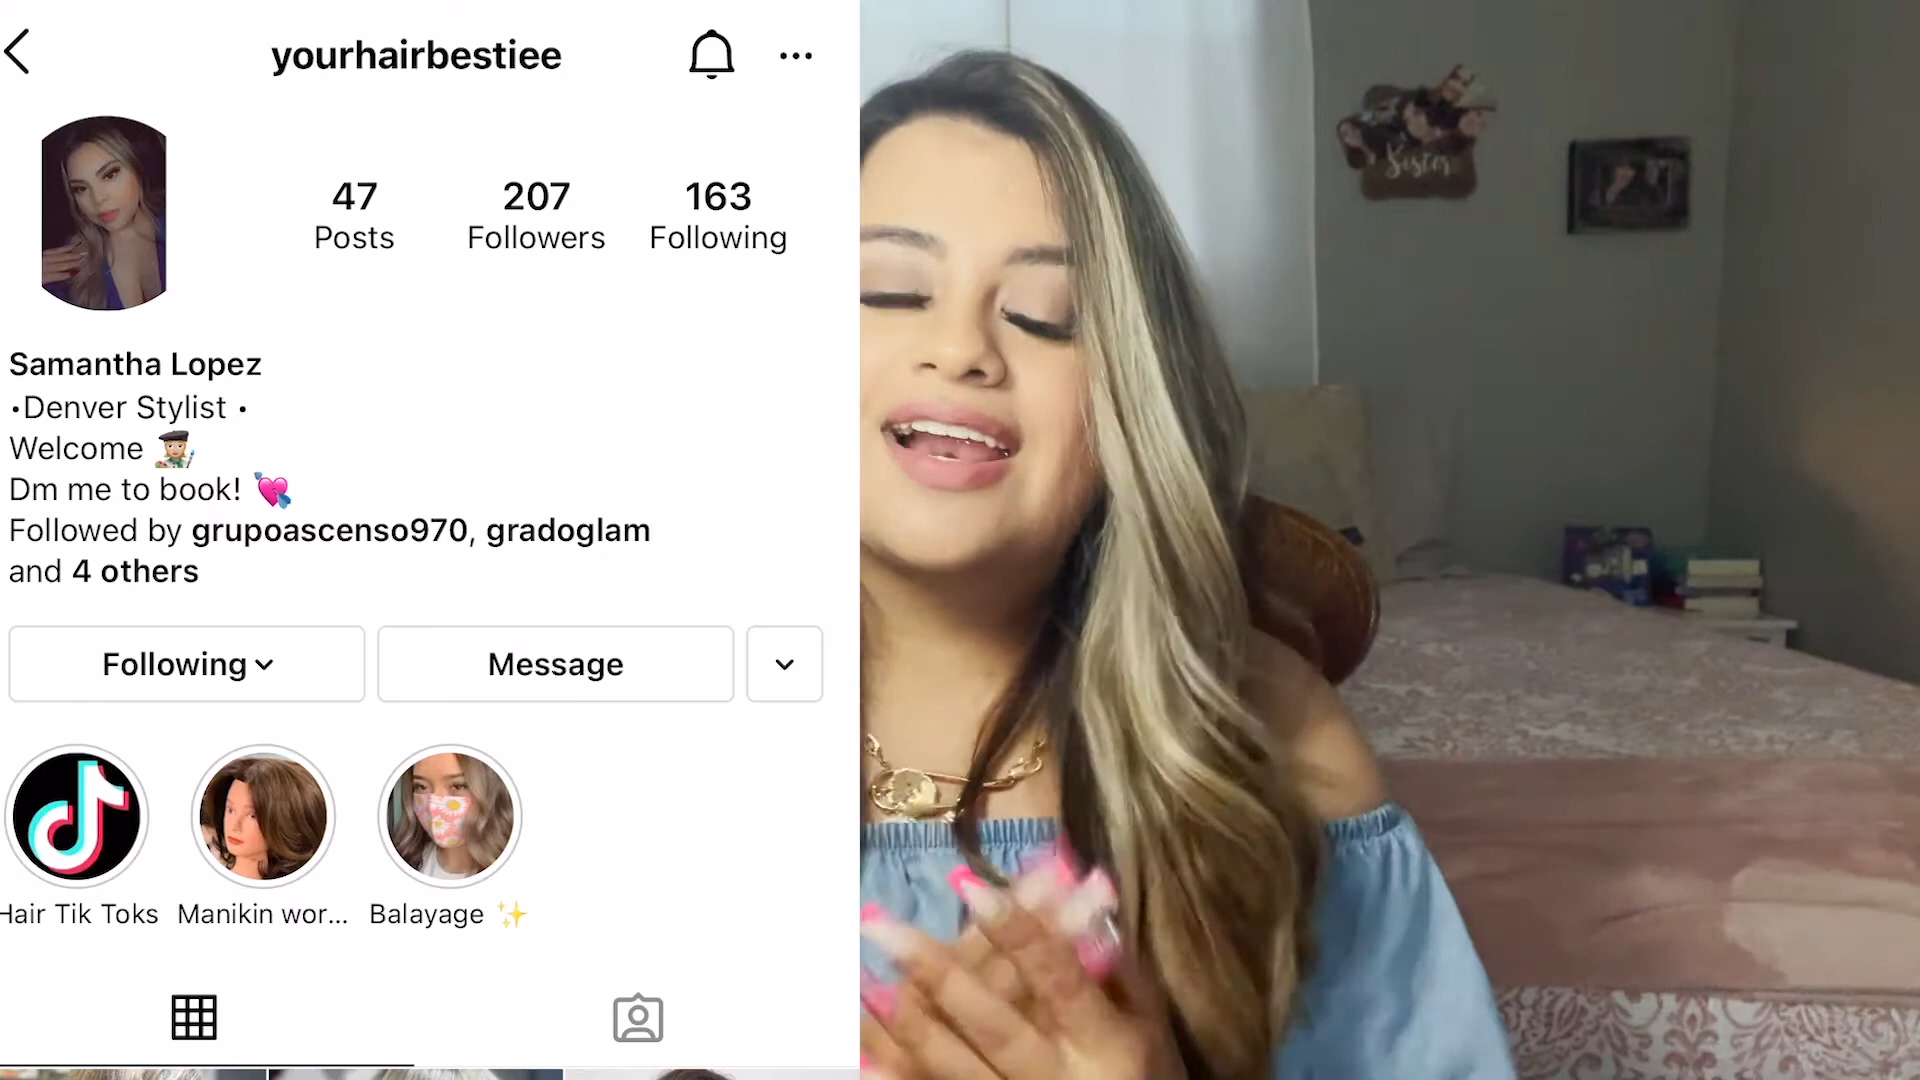 yourhairbestiee
47 207 163
Posts Followers Following
Samantha Lopez
•Denver Stylist •
Welcome 👩🏼‍🎨
Dm me to book! 💘
Followed by grupoascenso970, gradoglam
and 4 others
Following Message
Hair Tik Toks Manikin wor... Balayage ✨
Sister